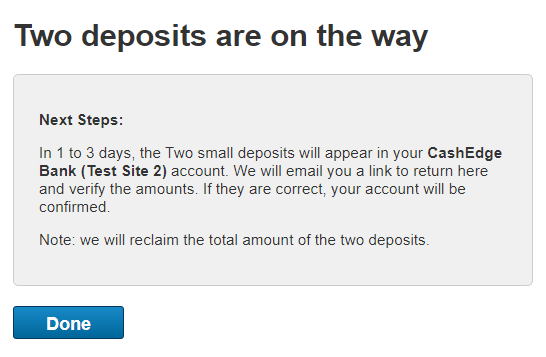 Two deposits are on the way
Next Steps:
In 1 to 3 days, the Two small deposits will appear in your CashEdge
Bank (Test Site 2) account. We will email you a link to return here
and verify the amounts. If they are correct, your account will be
confirmed.
Note: we will reclaim the total amount of the two deposits.
Done